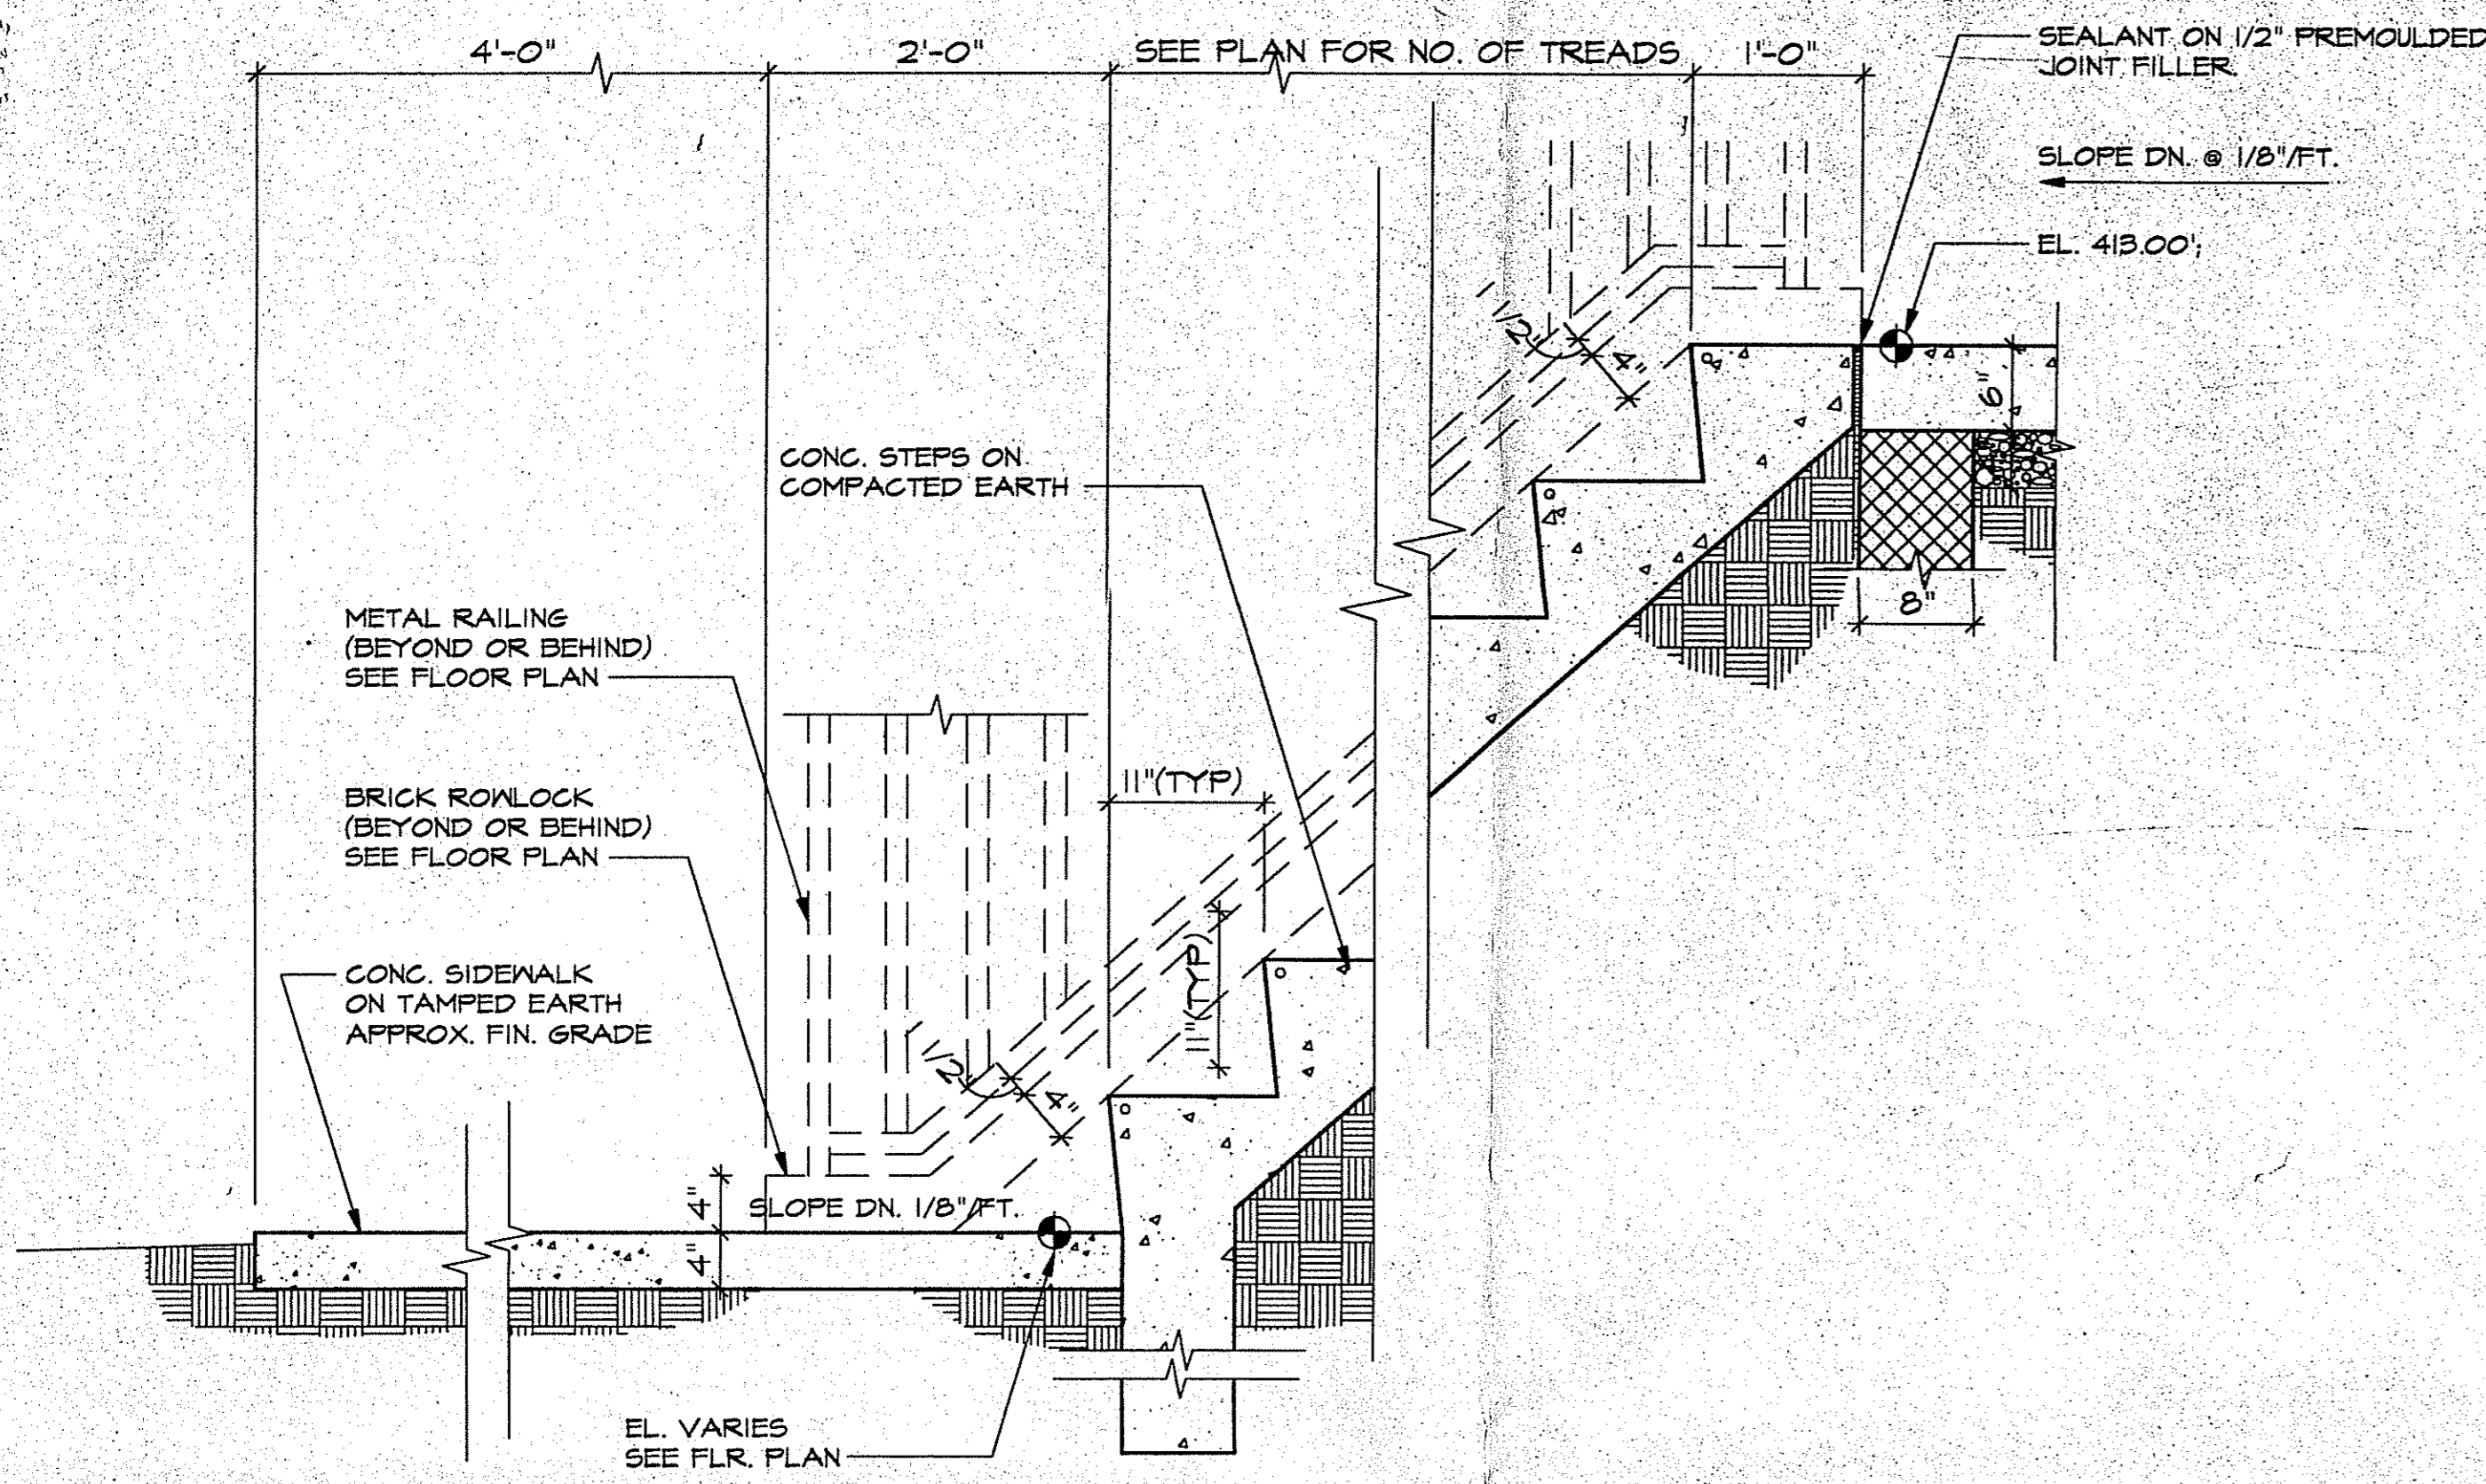 4'-0"
2'-0"
SEE PLAN FOR NO. OF TREADS
1'-0"
SEALANT ON 1/2" PREMOULDED
JOINT FILLER.
SLOPE DN. @ 1/8"/FT.
EL. 413.00';
1/2"
4"
6"
8"
CONC. STEPS ON
COMPACTED EARTH
METAL RAILING
(BEYOND OR BEHIND)
SEE FLOOR PLAN
11"(TYP)
BRICK ROWLOCK
(BEYOND OR BEHIND)
SEE FLOOR PLAN
11"(TYP)
CONC. SIDEWALK
ON TAMPED EARTH
APPROX. FIN. GRADE
1/2"
4"
4"
SLOPE DN. 1/8"/FT.
4"
EL. VARIES
SEE FLR. PLAN